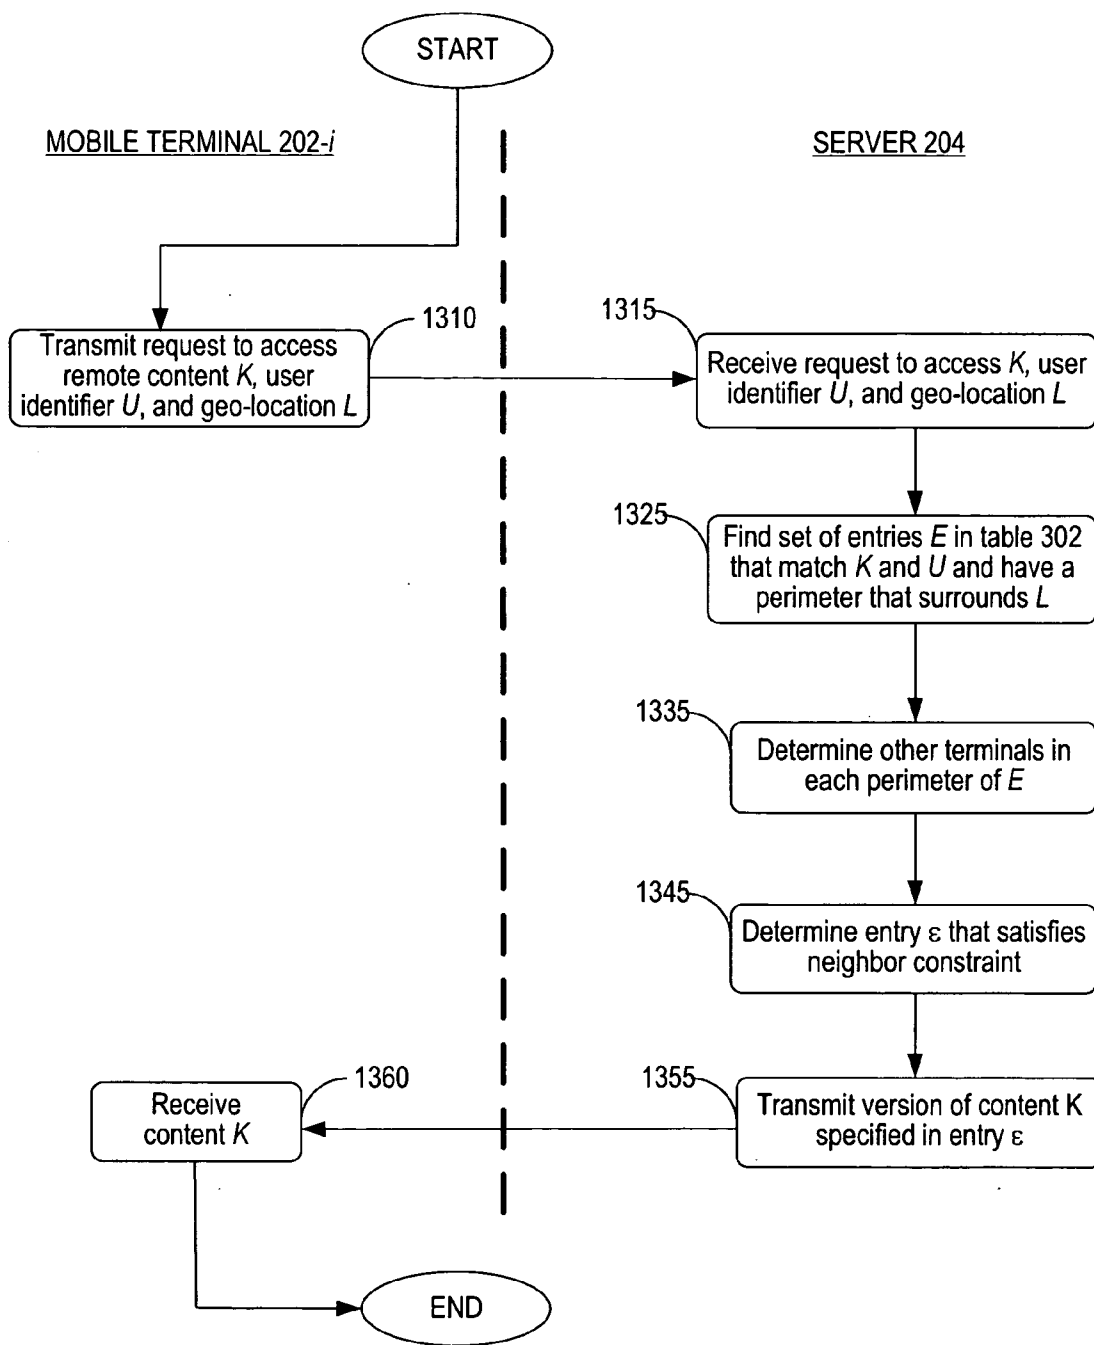 START
MOBILE TERMINAL 202-i
SERVER 204
1310
1315
Transmit request to access
remote content K, user
identifier U, and geo-location L
Receive request to access K, user
identifier U, and geo-location L
1325
Find set of entries E in table 302
that match K and U and have a
perimeter that surrounds L
1335
Determine other terminals in
each perimeter of E
1345
Determine entry ε that satisfies
neighbor constraint
1360
1355
Receive
content K
Transmit version of content K
specified in entry ε
END